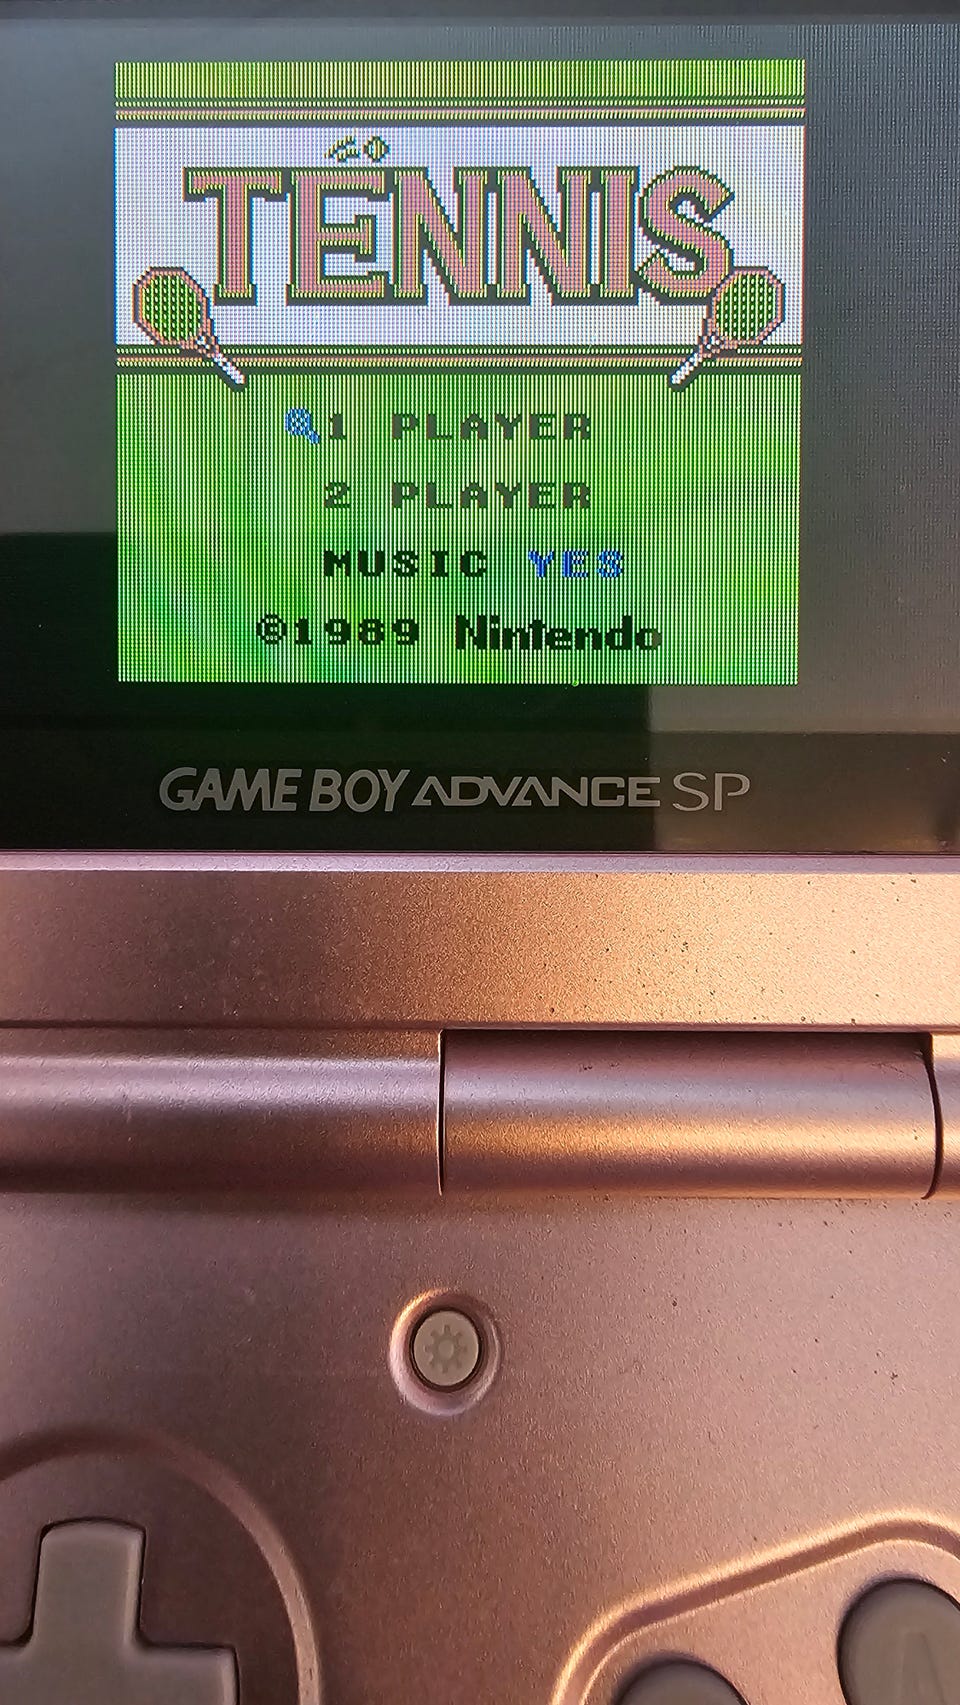 TENNIS
1 PLAYER
2 PLAYER
MUSIC YES
©1989 Nintendo
GAME BOY ADVANCE SP